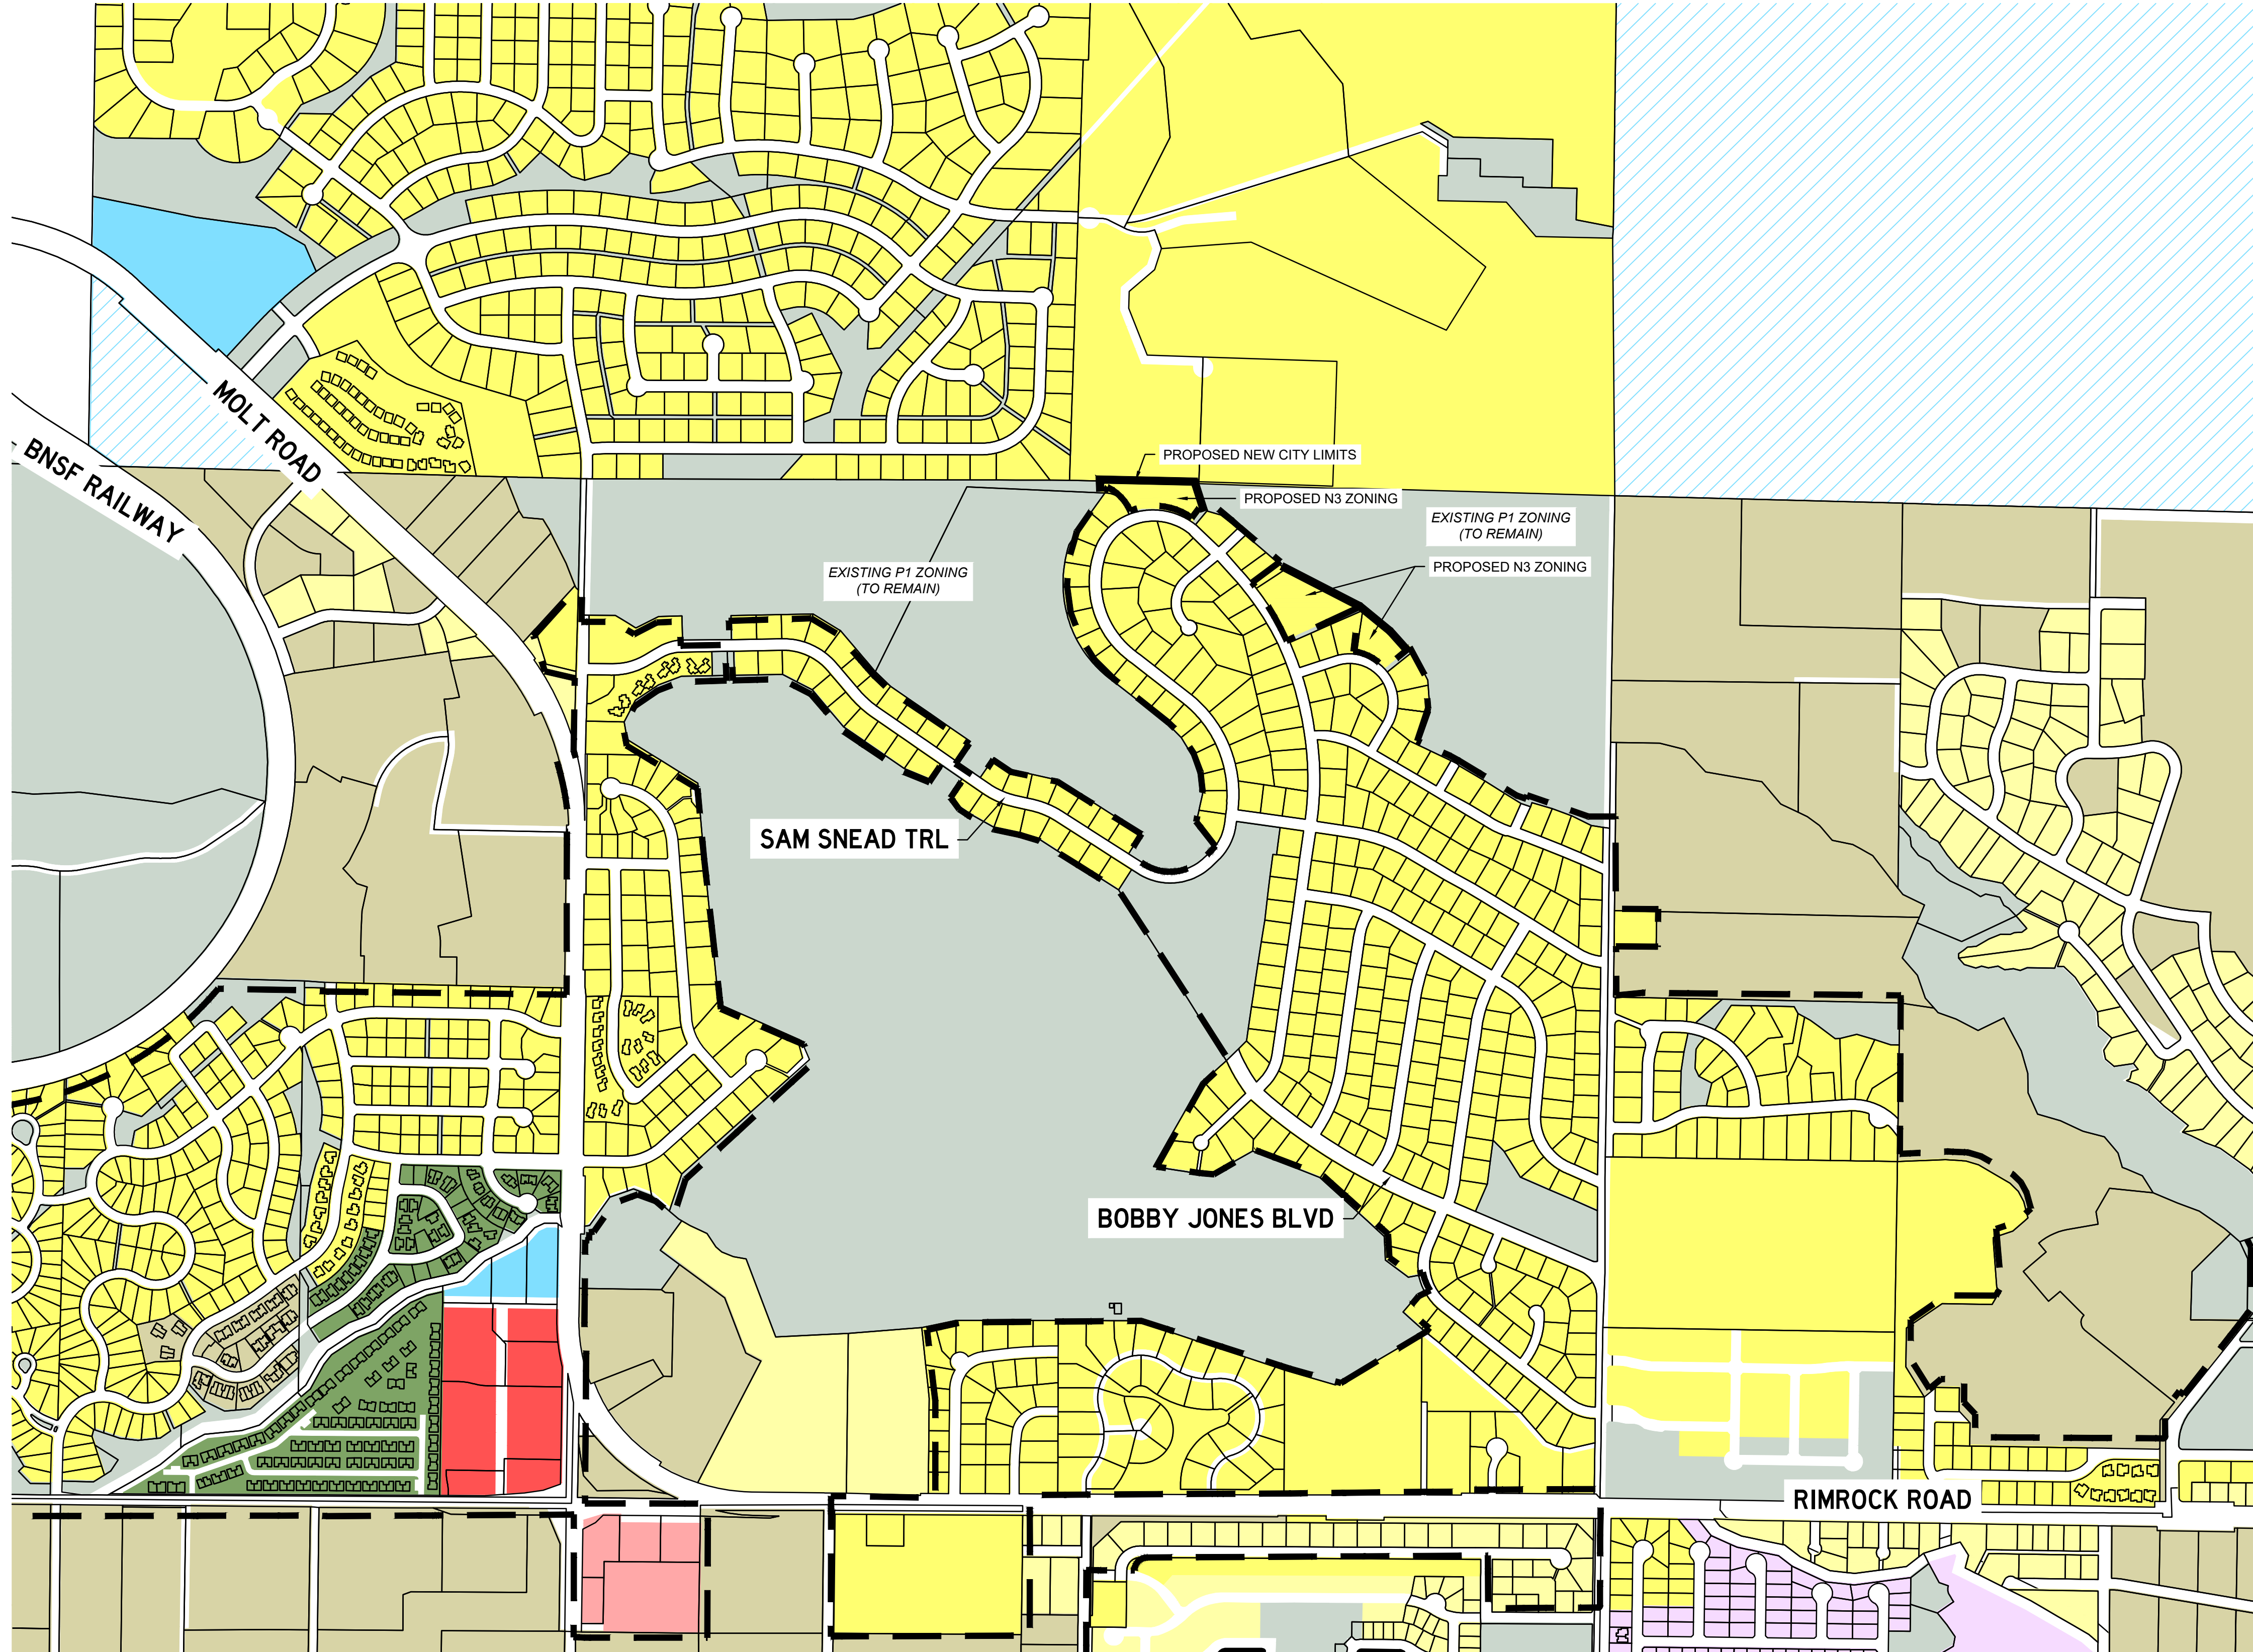 MOLT ROAD
BNSF RAILWAY
PROPOSED NEW CITY LIMITS
PROPOSED N3 ZONING
EXISTING P1 ZONING
(TO REMAIN)
PROPOSED N3 ZONING
EXISTING P1 ZONING
(TO REMAIN)
SAM SNEAD TRL
BOBBY JONES BLVD
RIMROCK ROAD